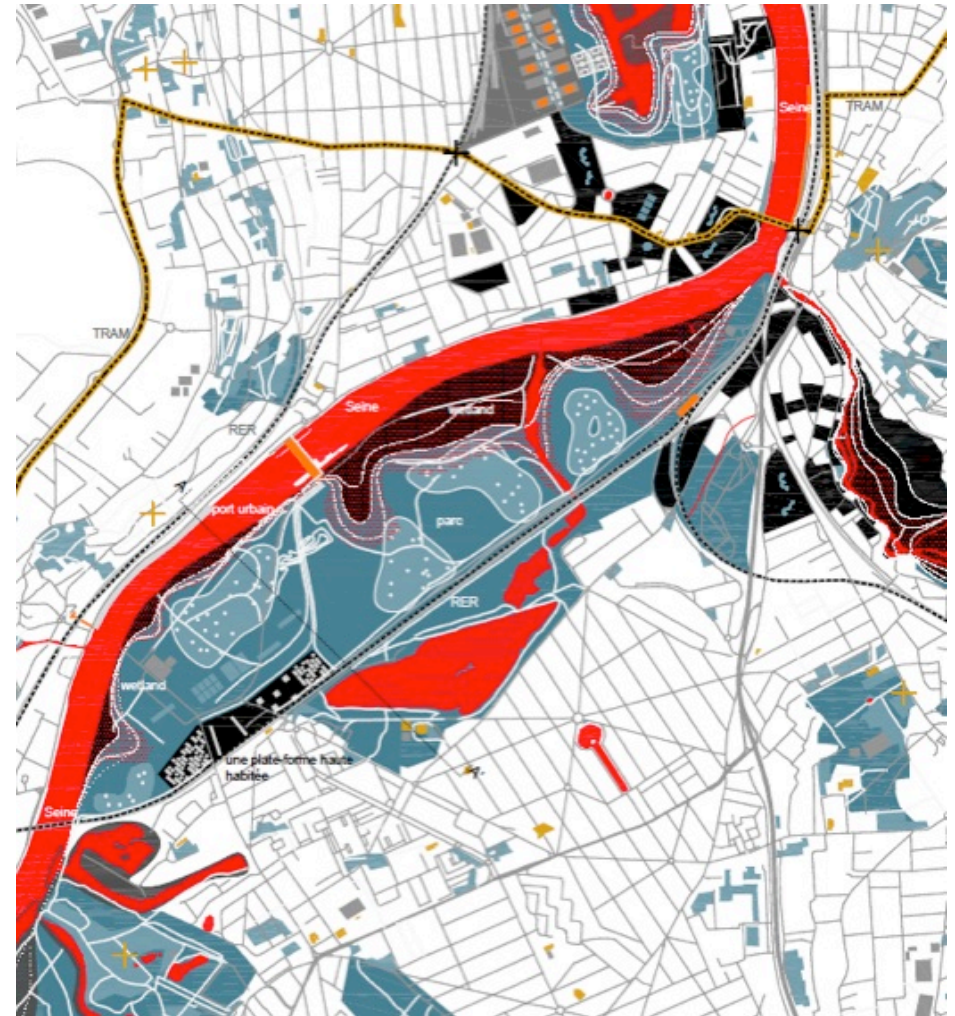 Seine
TRAM
TRAM
Seine
wetland
RER
port urbain
parc
RER
wetland
une plate-forme haute
habitée
Seine